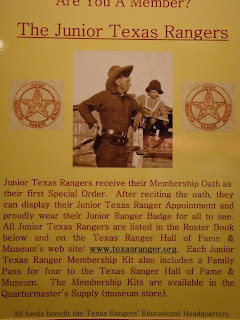 Are You A Member?
The Junior Texas Rangers
Junior Texas Rangers receive their Membership Oath as
their first Special Order. After reciting the oath, they
can display their Junior Texas Ranger Appointment and
proudly wear their Junior Ranger Badge for all to see.
All Junior Texas Rangers are listed in the Roster Book
below and on the Texas Ranger Hall of Fame &
Museum's web site: www.texasranger.org. Each Junior
Texas Ranger Membership Kit also includes a Family
Pass for four to the Texas Ranger Hall of Fame &
Museum. The Membership Kits are available in the
Quartermaster's Supply (museum store).
All funds benefit the Texas Rangers' Educational Headquarters